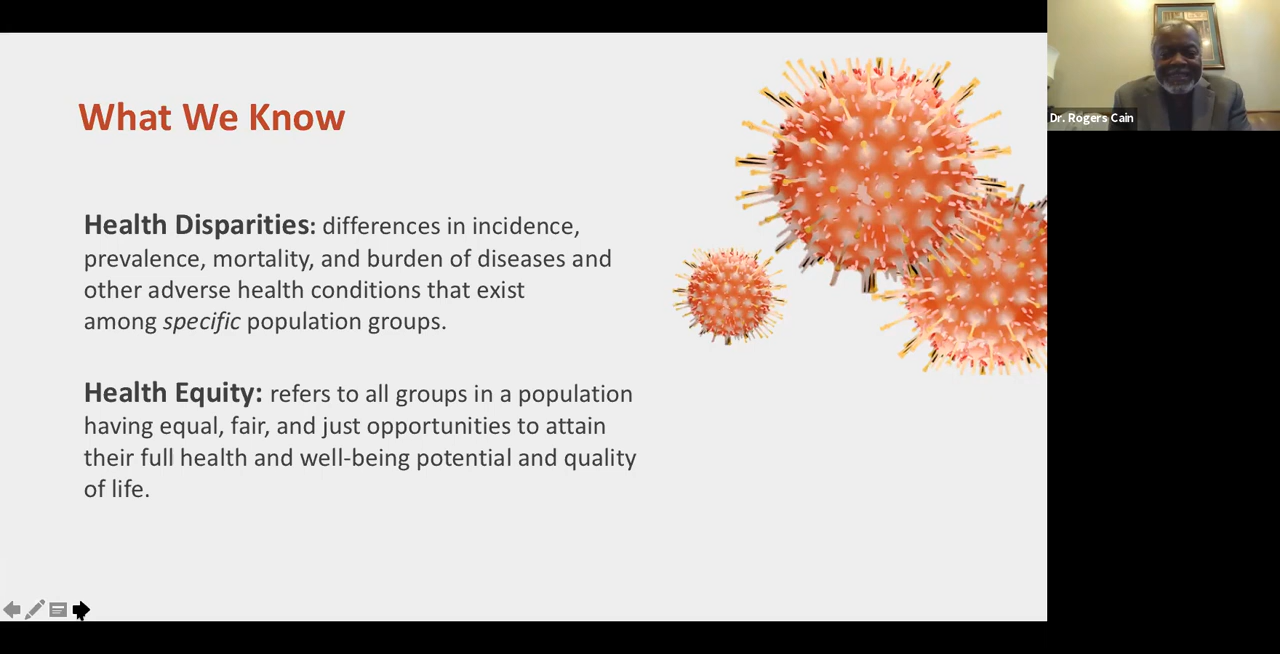 What We Know
Health Disparities: differences in incidence,
prevalence, mortality, and burden of diseases and
other adverse health conditions that exist
among specific population groups.
Health Equity: refers to all groups in a population
having equal, fair, and just opportunities to attain
their full health and well-being potential and quality
of life.
Dr. Rogers Cain